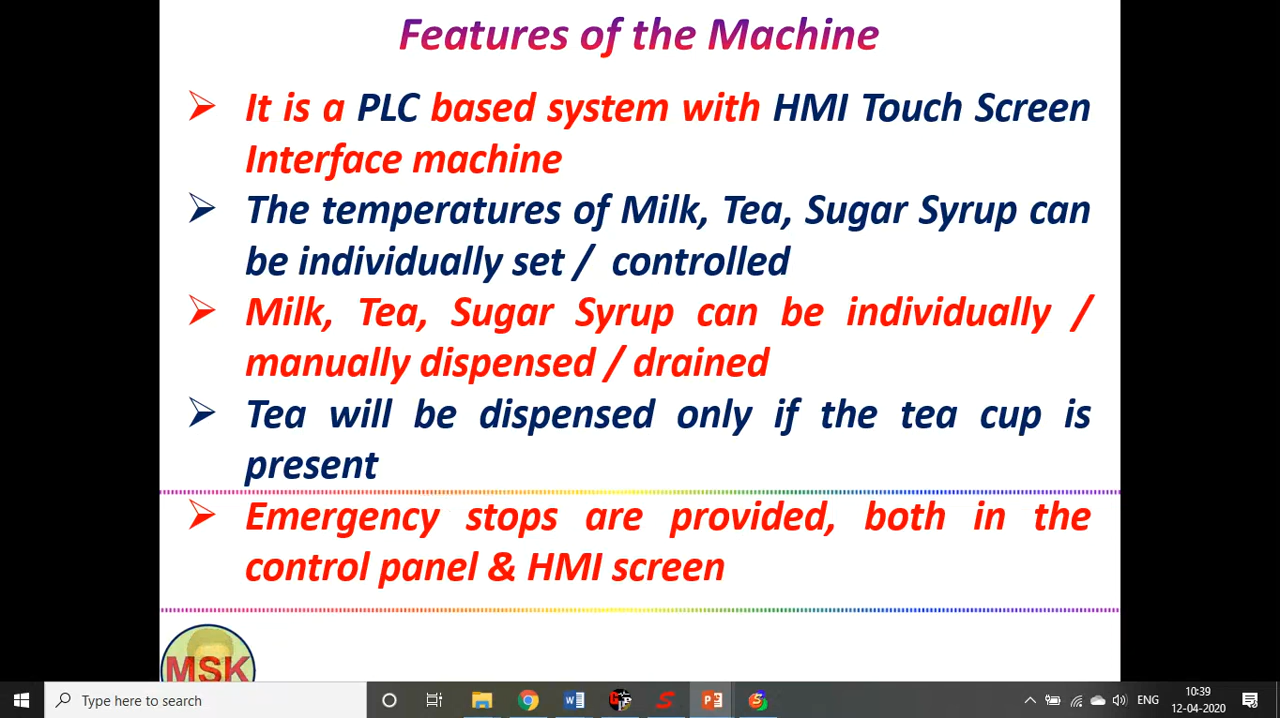 Features of the Machine
It is a PLC based system with HMI Touch Screen
Interface machine
The temperatures of Milk, Tea, Sugar Syrup can
be individually set / controlled
Milk, Tea, Sugar Syrup can be individually /
manually dispensed / drained
Tea will be dispensed only if the tea cup is
present
Emergency stops are provided, both in the
control panel & HMI screen
MSK
Type here to search
ENG
10:39
12-04-2020